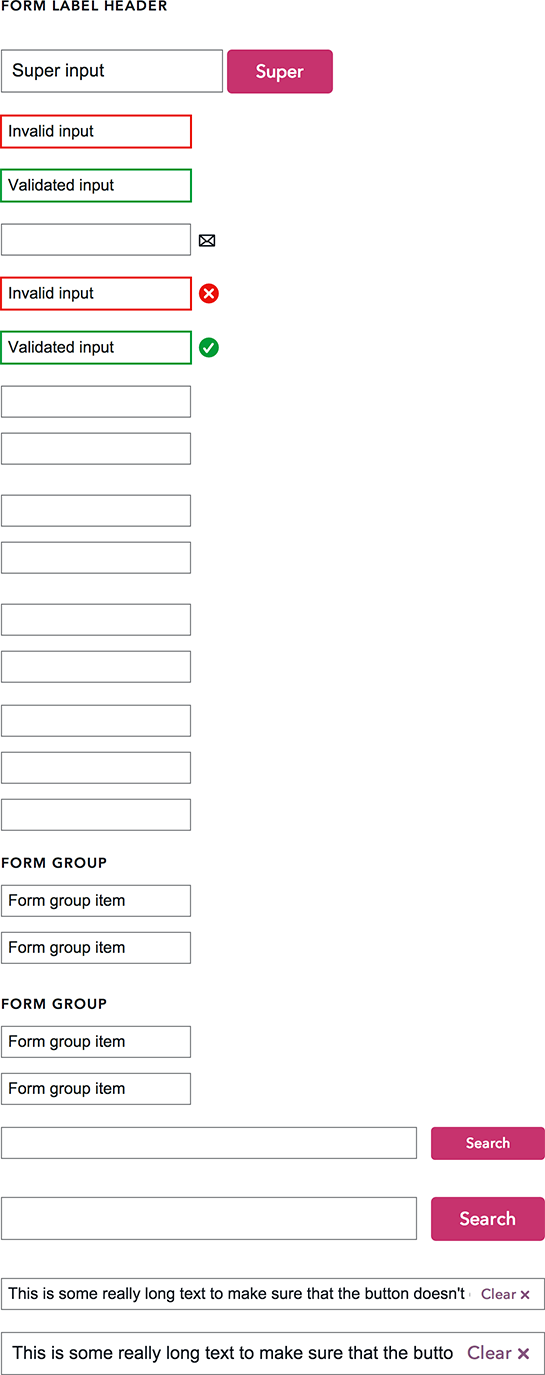 FORM LABEL HEADER
Super input Super
Invalid input
Validated input
Invalid input
Validated input
FORM GROUP
Form group item
Form group item
FORM GROUP
Form group item
Form group item
Search
Search
This is some really long text to make sure that the button doesn't Clear ×
This is some really long text to make sure that the butto Clear ×